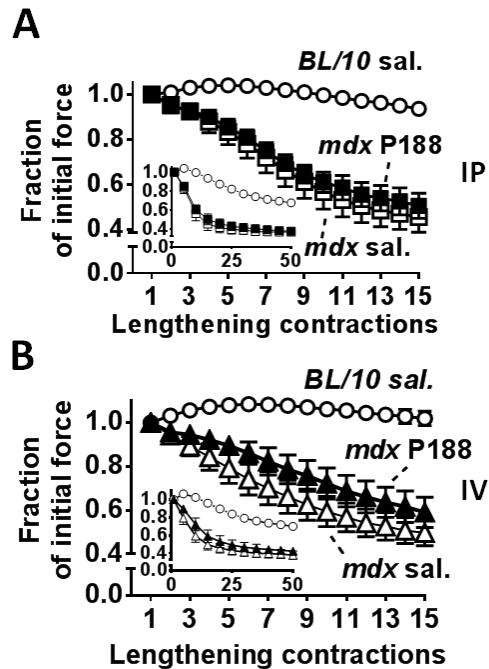 A
BL/10 sal.
1.0
0.8
0.6
0.4
0.0
Fraction
of initial force
mdx P188
IP
mdx sal.
1.0
0.8
0.6
0.4
0.0
0 25 50
1 3 5 7 9 11 13 15
Lengthening contractions
B
BL/10 sal.
1.0
0.8
0.6
0.4
0.0
Fraction
of initial force
mdx P188
IV
mdx sal.
1.0
0.8
0.6
0.4
0.0
0 25 50
1 3 5 7 9 11 13 15
Lengthening contractions